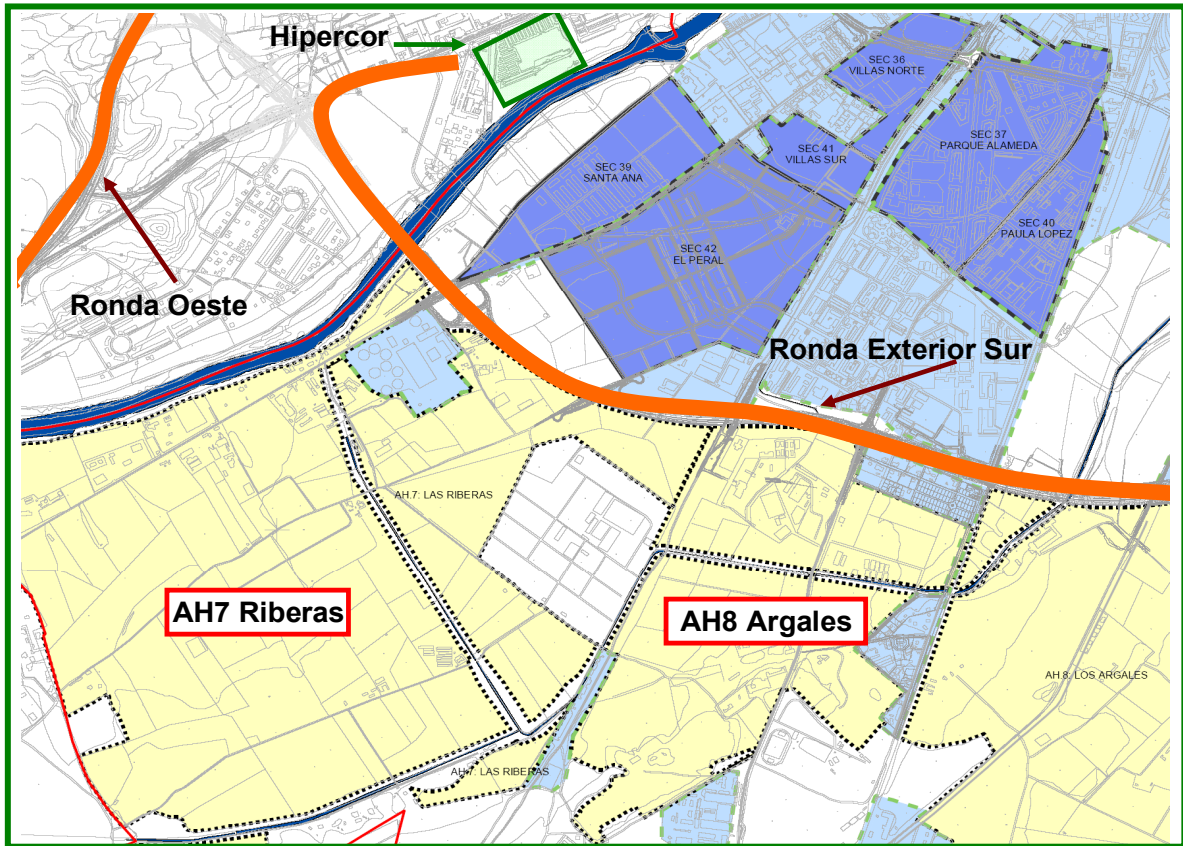 Hipercor
SEC 36
VILLAS NORTE
SEC 37
PARQUE ALAMEDA
SEC 41
VILLAS SUR
SEC 39
SANTA ANA
SEC 40
PAULA LOPEZ
SEC 42
EL PERAL
Ronda Oeste
Ronda Exterior Sur
AH.7: LAS RIBERAS
AH7 Riberas
AH8 Argales
AH 8: LOS ARGALES
AH.7: LAS RIBERAS